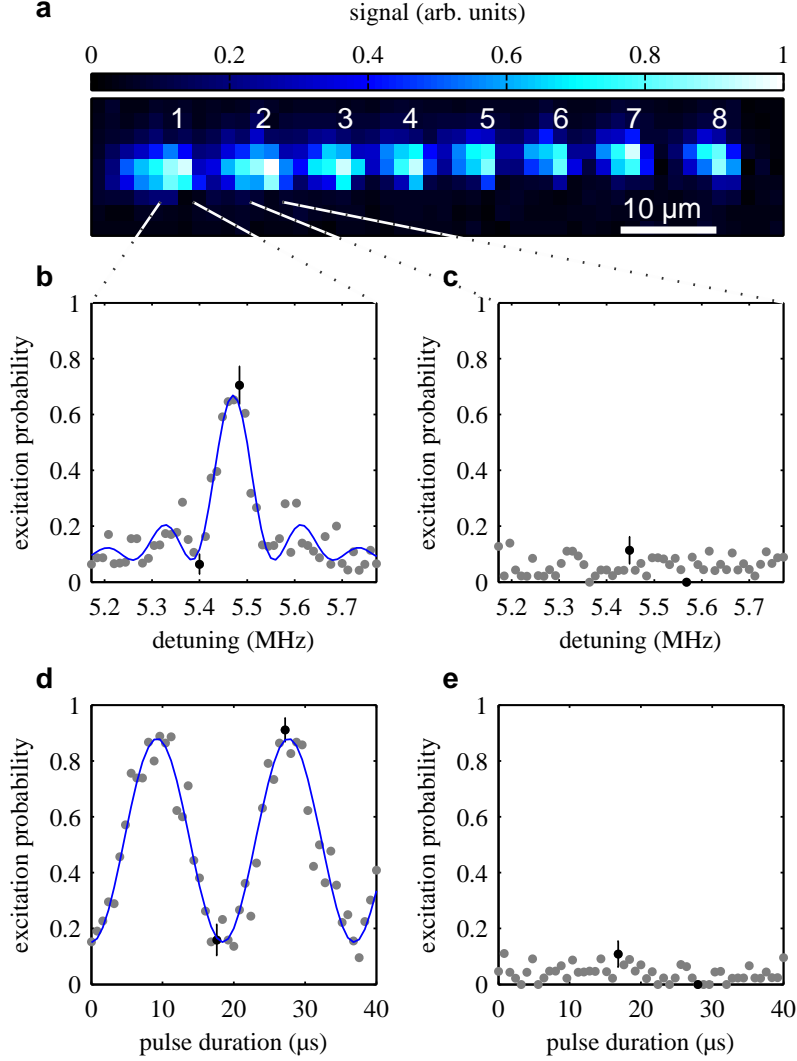 a
signal (arb. units)
0 0.2 0.4 0.6 0.8 1
1 2 3 4 5 6 7 8
10 µm
b
1
0.8
0.6
0.4
0.2
0
excitation probability
5.2 5.3 5.4 5.5 5.6 5.7
detuning (MHz)
c
1
0.8
0.6
0.4
0.2
0
excitation probability
5.2 5.3 5.4 5.5 5.6 5.7
detuning (MHz)
d
1
0.8
0.6
0.4
0.2
0
excitation probability
0 10 20 30 40
pulse duration (µs)
e
1
0.8
0.6
0.4
0.2
0
excitation probability
0 10 20 30 40
pulse duration (µs)